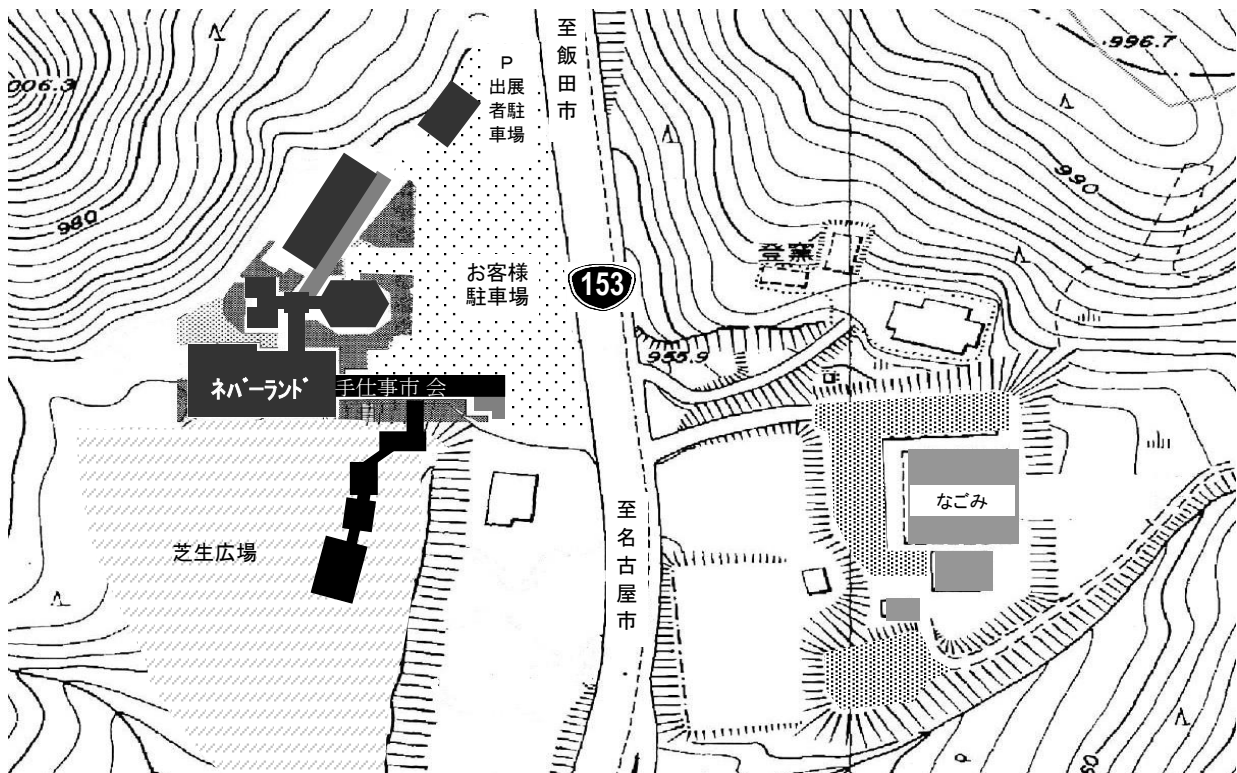 至飯田市
P
出展
者駐
車場
996.7
006.3
990
980
登窯
お客様
駐車場
153
955.9
ネバーランド
手仕事市 会
なごみ
至名古屋市
芝生広場
60